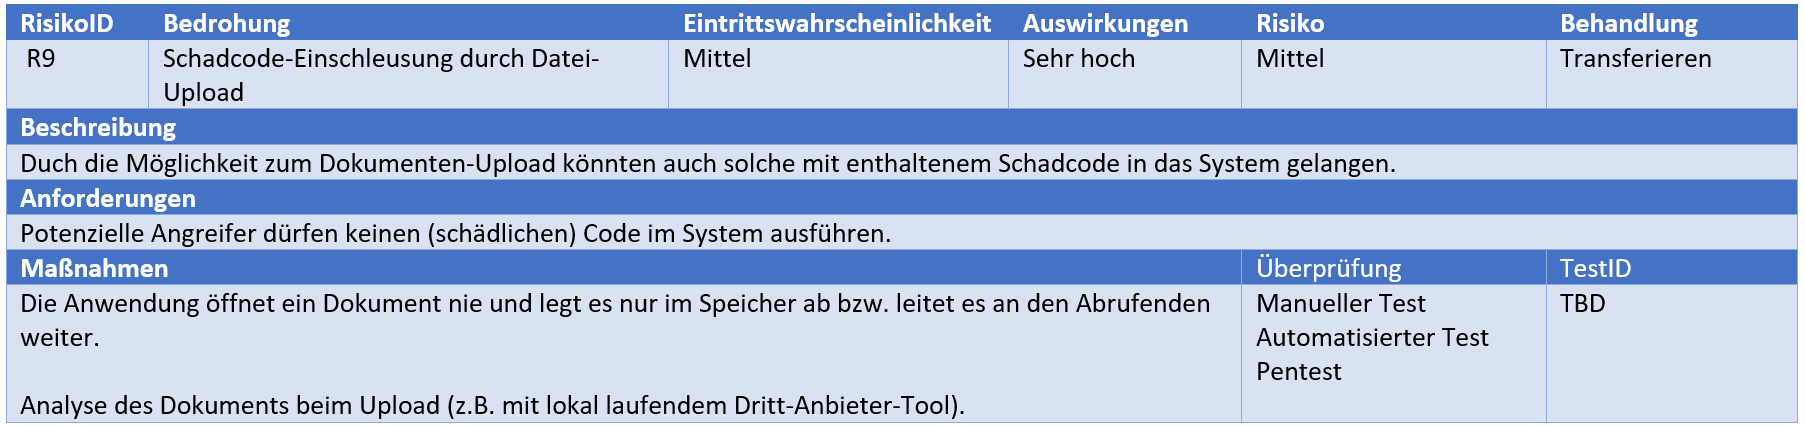 RisikoID Bedrohung Eintrittswahrscheinlichkeit Auswirkungen Risiko Behandlung
R9 Schadcode-Einschleusung durch Datei- Mittel Sehr hoch Mittel Transferieren
Upload
Beschreibung
Duch die Möglichkeit zum Dokumenten-Upload könnten auch solche mit enthaltenem Schadcode in das System gelangen.
Anforderungen
Potenzielle Angreifer dürfen keinen (schädlichen) Code im System ausführen.
Maßnahmen Überprüfung TestID
Die Anwendung öffnet ein Dokument nie und legt es nur im Speicher ab bzw. leitet es an den Abrufenden Manueller Test TBD
weiter. Automatisierter Test
Pentest
Analyse des Dokuments beim Upload (z.B. mit lokal laufendem Dritt-Anbieter-Tool).